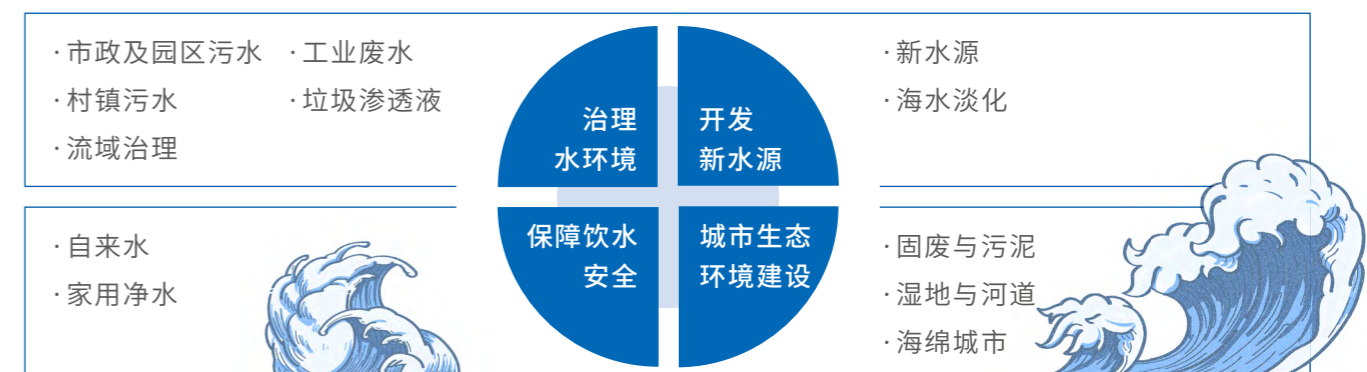 ·市政及园区污水 ·工业废水
·村镇污水 ·垃圾渗透液
·流域治理
治理
水环境
开发
新水源
·新水源
·海水淡化
·自来水
·家用净水
保障饮水
安全
城市生态
环境建设
·固废与污泥
·湿地与河道
·海绵城市